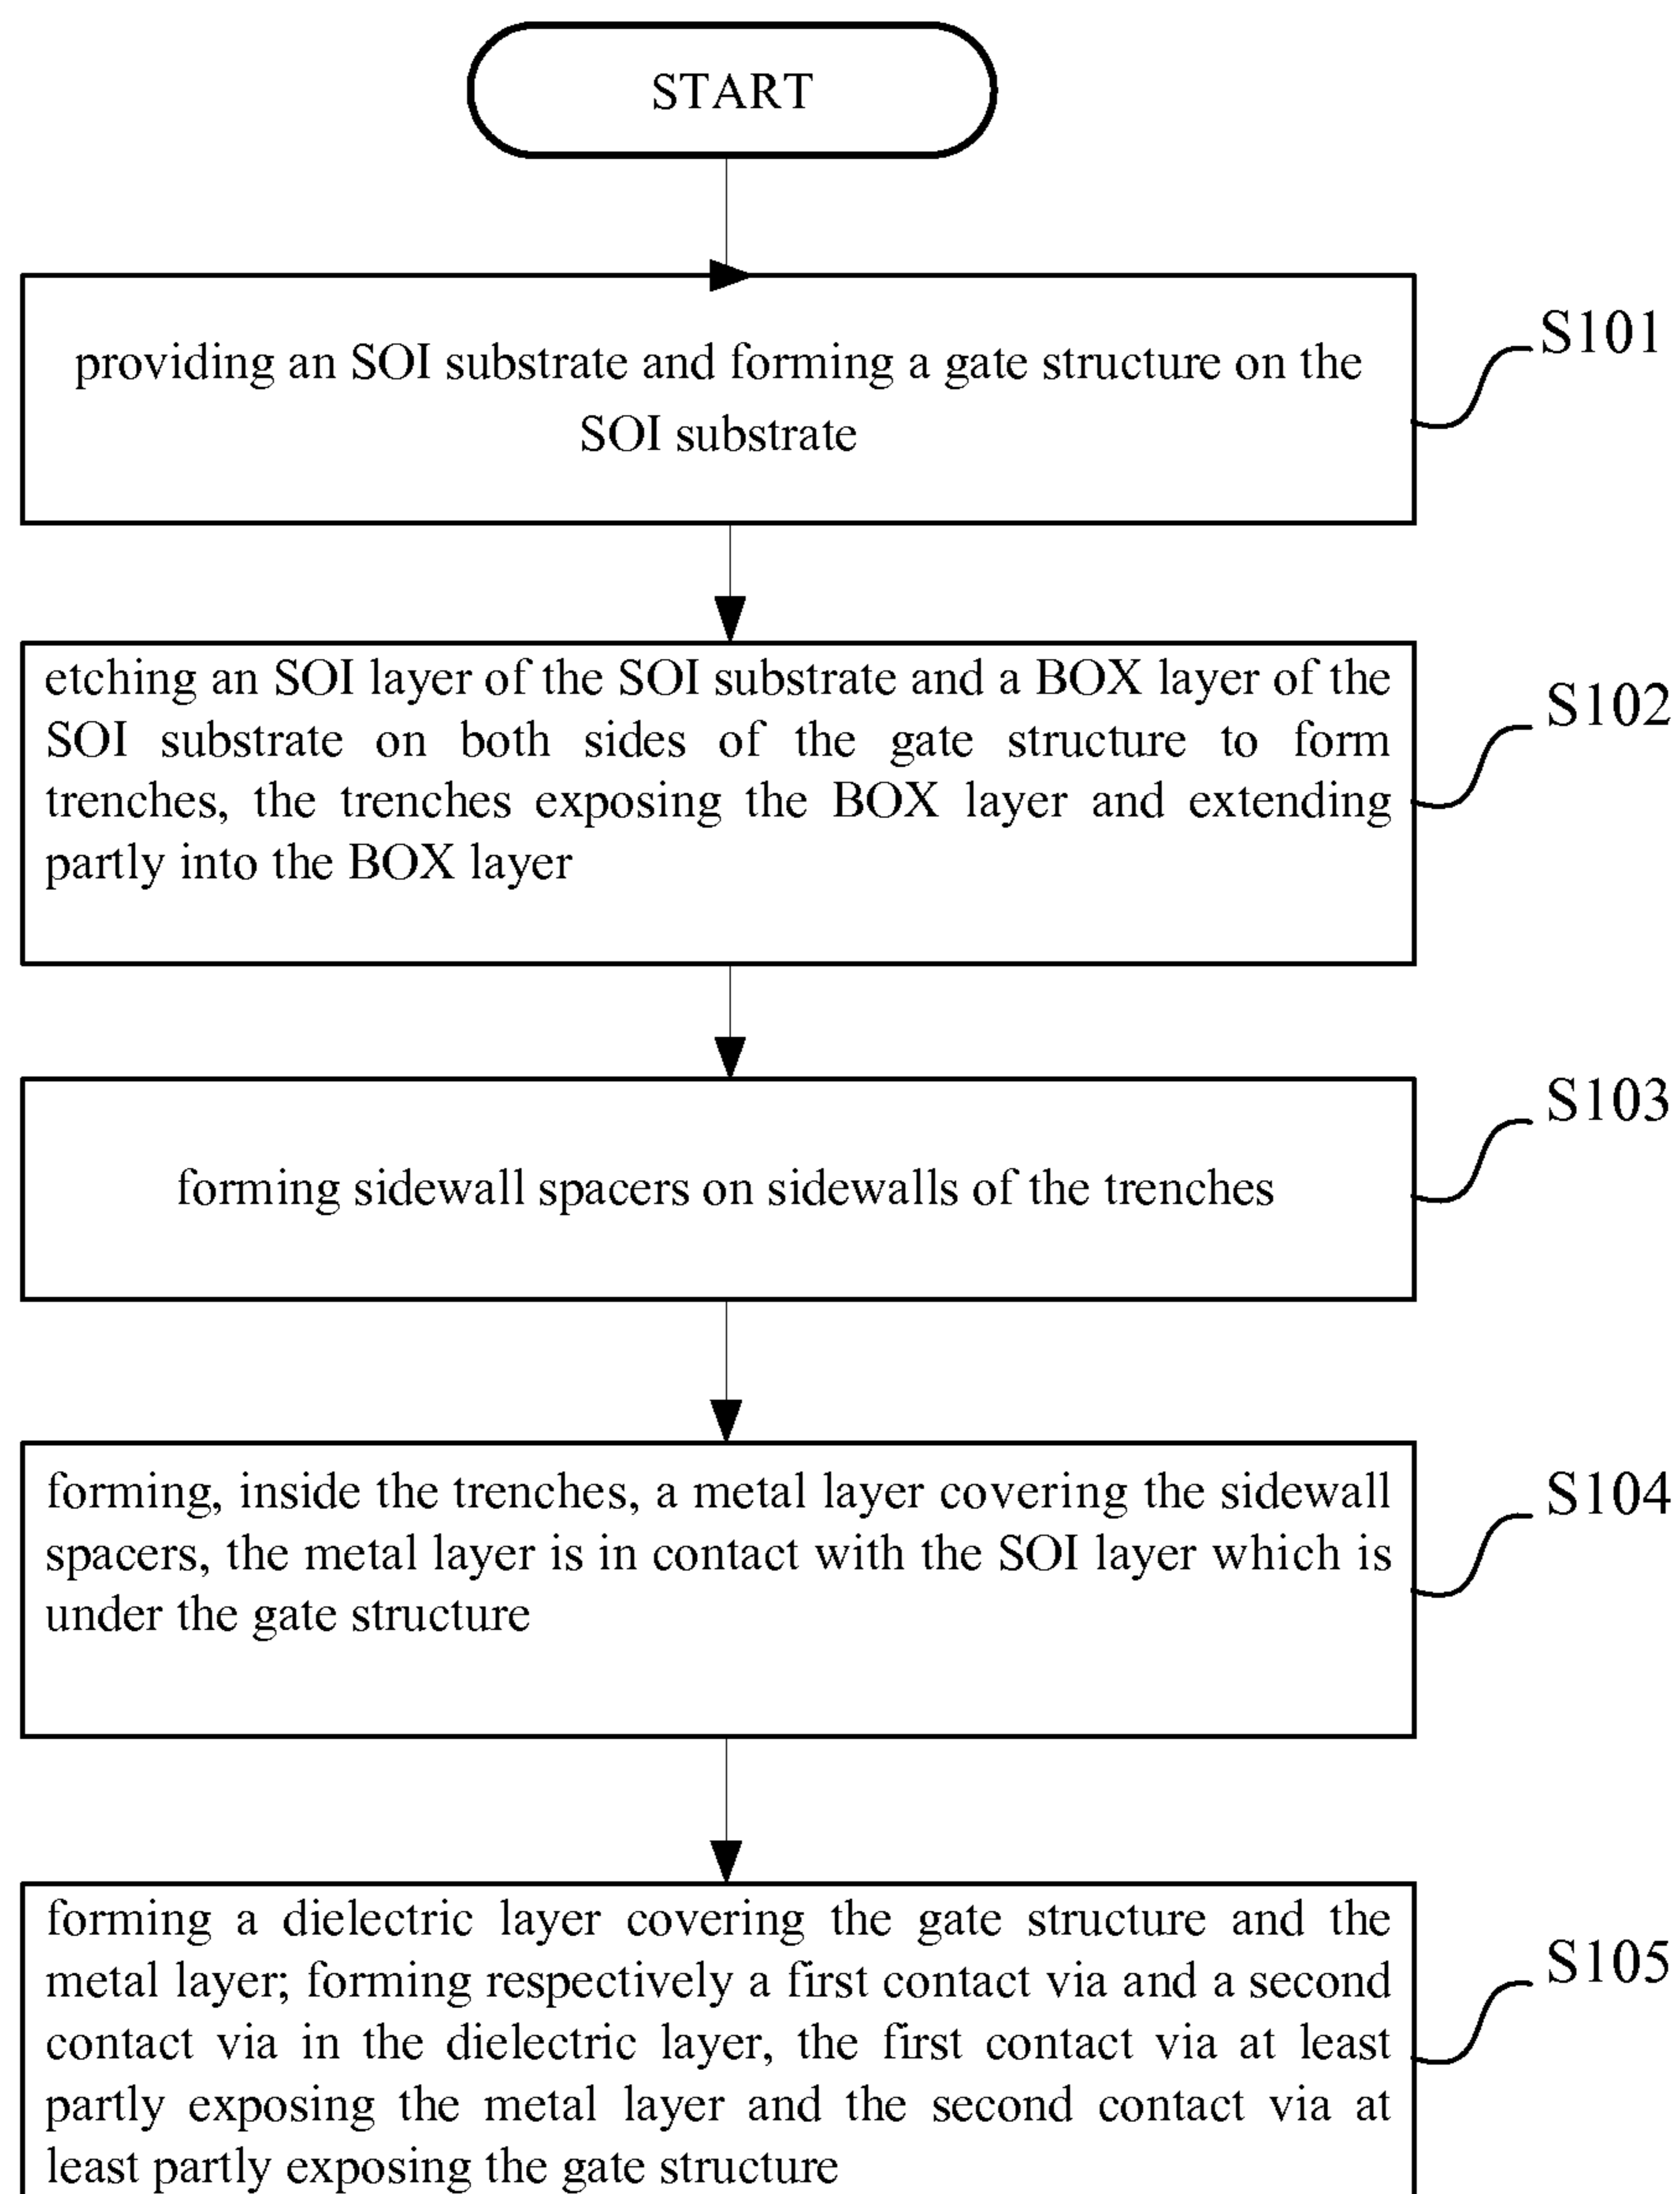 START
providing an SOI substrate and forming a gate structure on the
SOI substrate
S101
etching an SOI layer of the SOI substrate and a BOX layer of the
SOI substrate on both sides of the gate structure to form
trenches, the trenches exposing the BOX layer and extending
partly into the BOX layer
S102
forming sidewall spacers on sidewalls of the trenches
S103
forming, inside the trenches, a metal layer covering the sidewall
spacers, the metal layer is in contact with the SOI layer which is
under the gate structure
S104
forming a dielectric layer covering the gate structure and the
metal layer; forming respectively a first contact via and a second
contact via in the dielectric layer, the first contact via at least
partly exposing the metal layer and the second contact via at
least partly exposing the gate structure
S105